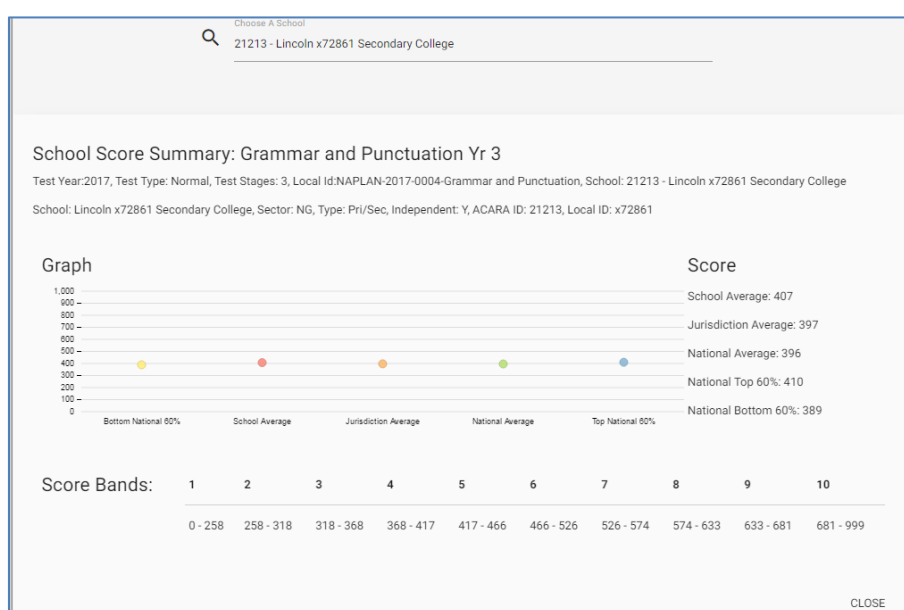 Choose A School
21213 - Lincoln x72861 Secondary College
School Score Summary: Grammar and Punctuation Yr 3
Test Year:2017, Test Type: Normal, Test Stages: 3, Local Id:NAPLAN-2017-0004-Grammar and Punctuation, School: 21213 - Lincoln x72861 Secondary College
School: Lincoln x72861 Secondary College, Sector: NG, Type: Pri/Sec, Independent: Y, ACARA ID: 21213, Local ID: x72861
Graph
1,000
900
800
700
600
500
400
300
200
100
0
Bottom National 60%
School Average
Jurisdiction Average
National Average
Top National 60%
Score
School Average: 407
Jurisdiction Average: 397
National Average: 396
National Top 60%: 410
National Bottom 60%: 389
Score Bands: 1 2 3 4 5 6 7 8 9 10
0 - 258 258 - 318 318 - 368 368 - 417 417 - 466 466 - 526 526 - 574 574 - 633 633 - 681 681 - 999
CLOSE